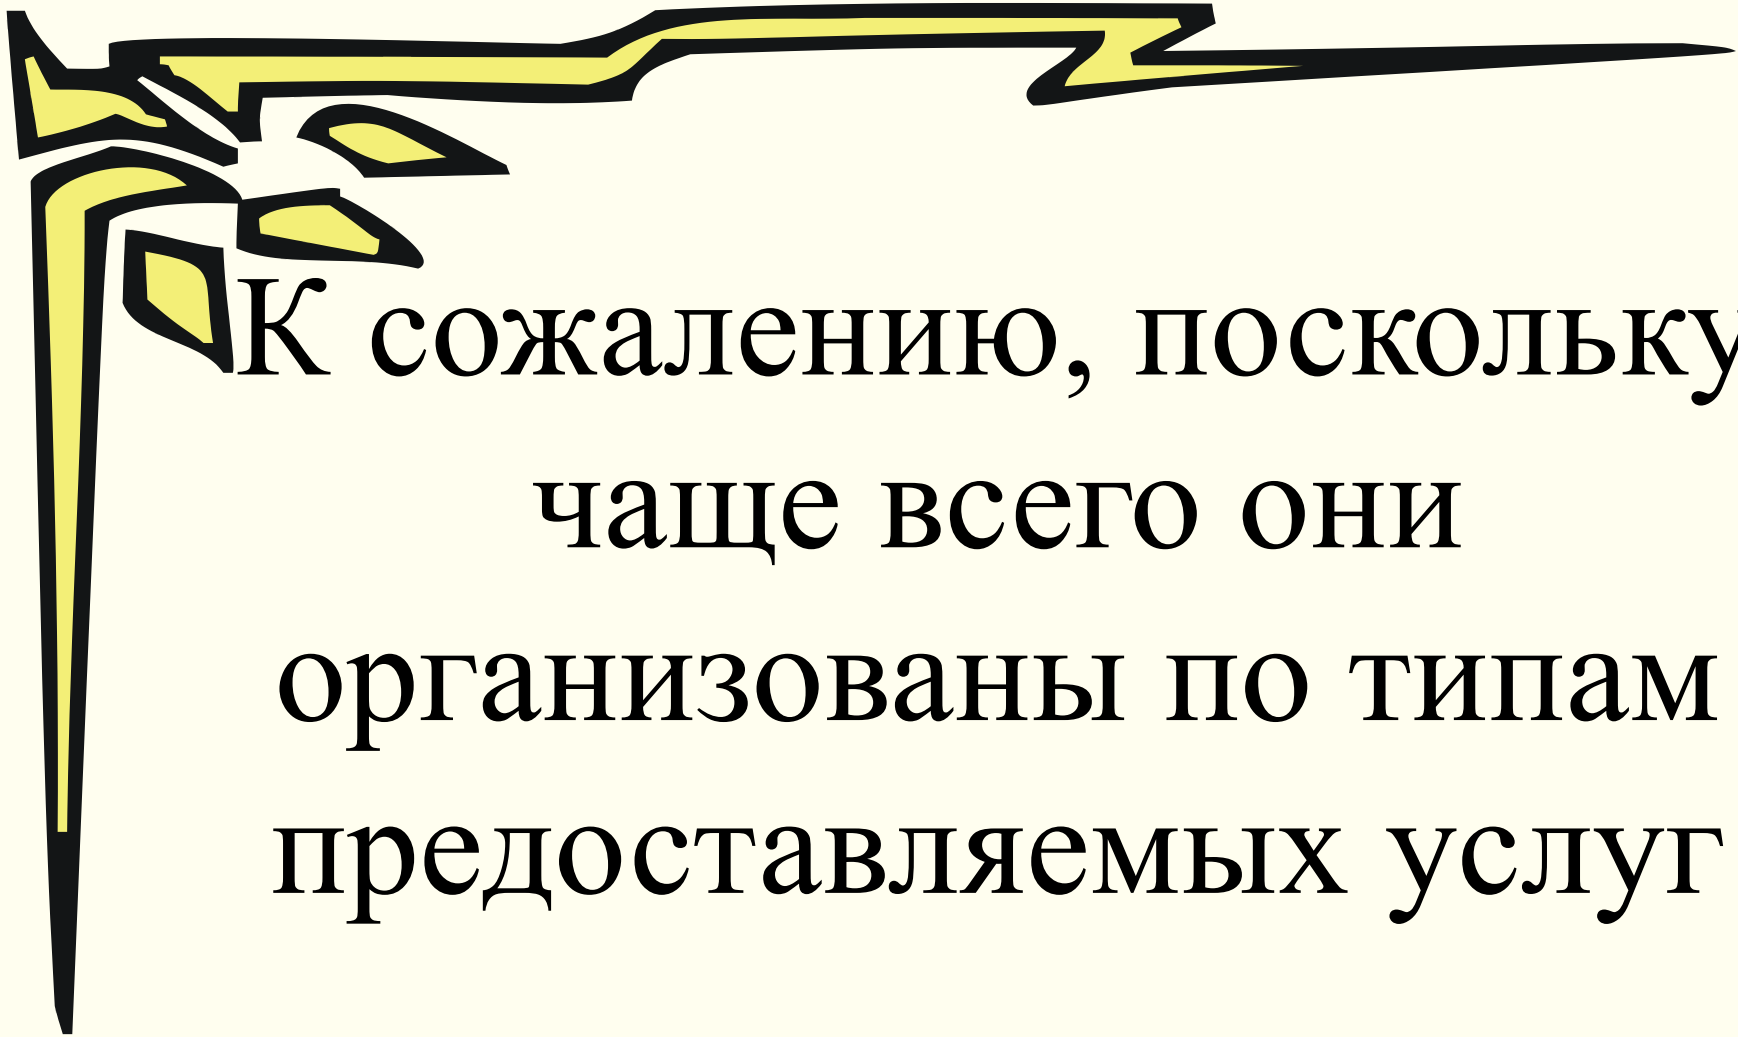 К сожалению, поскольку
чаще всего они
организованы по типам
предоставляемых услуг